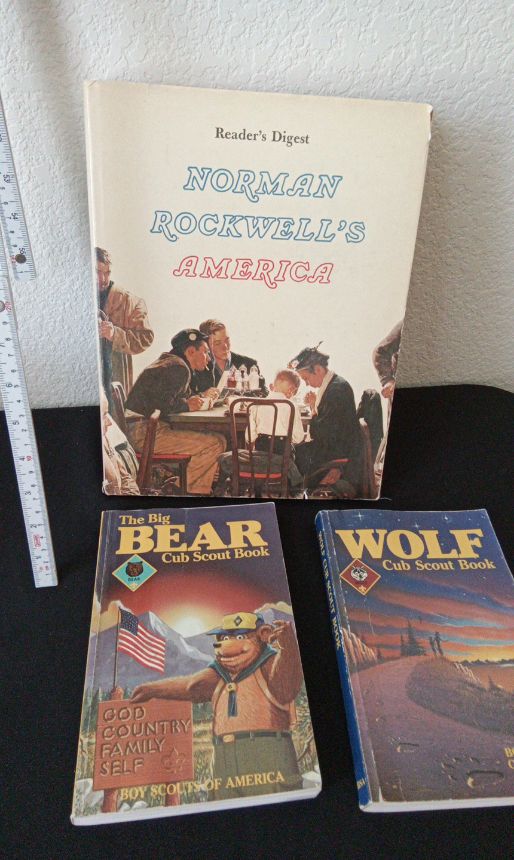 Reader's Digest
NORMAN
ROCKWELL'S
AMERICA
The Big
BEAR
Cub Scout Book
BEAR
GOD
COUNTRY
FAMILY
SELF
BOY SCOUTS OF AMERICA
WOLF
Cub Scout Book